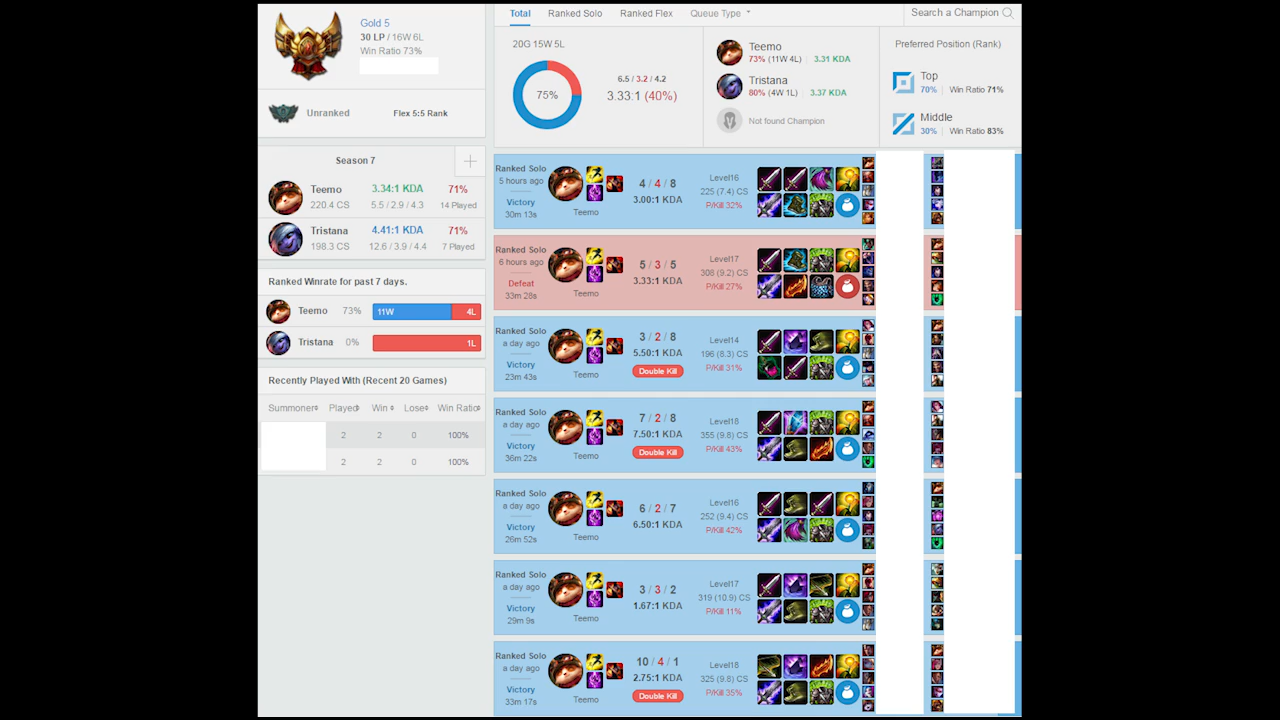 Gold 5
30 LP / 16W 6L
Win Ratio 73%
Unranked Flex 5:5 Rank
Season 7
Teemo 3.34:1 KDA 71%
220.4 CS 5.5 / 2.9 / 4.3 14 Played
Tristana 4.41:1 KDA 71%
198.3 CS 12.6 / 3.9 / 4.4 7 Played
Ranked Winrate for past 7 days.
Teemo 73% 11W 4L
Tristana 0% 1L
Recently Played With (Recent 20 Games)
Summoner Played Win Lose Win Ratio
2 2 0 100%
2 2 0 100%
Total Ranked Solo Ranked Flex Queue Type Search a Champion
20G 15W 5L
75%
6.5 / 3.2 / 4.2
3.33:1 (40%)
Teemo
73% (11W 4L) 3.31 KDA
Tristana
80% (4W 1L) 3.37 KDA
Not found Champion
Preferred Position (Rank)
Top
70% Win Ratio 71%
Middle
30% Win Ratio 83%
Ranked Solo
5 hours ago
Victory
30m 13s
Teemo
4 / 4 / 8
3.00:1 KDA
Level16
225 (7.4) CS
P/Kill 32%
Ranked Solo
6 hours ago
Defeat
33m 28s
Teemo
5 / 3 / 5
3.33:1 KDA
Level17
308 (9.2) CS
P/Kill 27%
Ranked Solo
a day ago
Victory
23m 43s
Teemo
3 / 2 / 8
5.50:1 KDA
Double Kill
Level14
196 (8.3) CS
P/Kill 31%
Ranked Solo
a day ago
Victory
36m 22s
Teemo
7 / 2 / 8
7.50:1 KDA
Double Kill
Level18
355 (9.8) CS
P/Kill 43%
Ranked Solo
a day ago
Victory
26m 52s
Teemo
6 / 2 / 7
6.50:1 KDA
Level16
252 (9.4) CS
P/Kill 42%
Ranked Solo
a day ago
Victory
29m 9s
Teemo
3 / 3 / 2
1.67:1 KDA
Level17
319 (10.9) CS
P/Kill 11%
Ranked Solo
a day ago
Victory
33m 17s
Teemo
10 / 4 / 1
2.75:1 KDA
Double Kill
Level18
325 (9.8) CS
P/Kill 35%